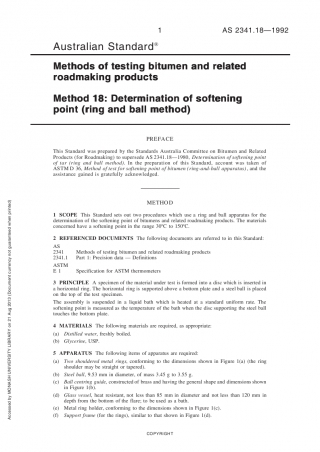 1
AS 2341.18—1992
Australian Standard®
Methods of testing bitumen and related
roadmaking products
Method 18: Determination of softening
point (ring and ball method)
PREFACE
This Standard was prepared by the Standards Australia Committee on Bitumen and Related
Products (for Roadmaking) to supersede AS 2341.18—1980, Determination of softening point
of tar (ring and ball method). In the preparation of this Standard, account was taken of
ASTM D 36, Method of test for softening point of bitumen (ring-and-ball apparatus), and the
assistance gained is gratefully acknowledged.
METHOD
1 SCOPE This Standard sets out two procedures which use a ring and ball apparatus for the
determination of the softening points of bitumens and related roadmaking products. The materials
concerned have a softening point in the range 30°C to 150°C.
2 REFERENCED DOCUMENTS The following documents are referred to in this Standard:
AS
2341 Methods of testing bitumen and related roadmaking products
2341.1 Part 1: Precision data — Definitions
ASTM
E 1 Specification for ASTM thermometers
3 PRINCIPLE A specimen of the material under test is formed into a disc which is inserted in
a horizontal ring. The horizontal ring is supported above a bottom plate and a steel ball is placed
on the top of the test specimen.
The assembly is suspended in a liquid bath which is heated at a standard uniform rate. The
softening point is measured as the temperature of the bath when the disc supporting the steel ball
touches the bottom plate.
4 MATERIALS The following materials are required, as appropriate:
(a) Distilled water, freshly boiled.
(b) Glycerine, USP.
5 APPARATUS The following items of apparatus are required:
(a) Two shouldered metal rings, conforming to the dimensions shown in Figure 1(a) (the ring
shoulder may be straight or tapered).
(b) Steel ball, 9.53 mm in diameter, of mass 3.45 g to 3.55 g.
(c) Ball centring guide, constructed of brass and having the general shape and dimensions shown
in Figure 1(b).
(d) Glass vessel, heat resistant, not less than 85 mm in diameter and not less than 120 mm in
depth from the bottom of the flare, to be used as a bath.
(e) Metal ring holder, conforming to the dimensions shown in Figure 1(c).
(f) Support frame (for the rings), similar to that shown in Figure 1(d).
COPYRIGHT
Accessed by MONASH UNIVERSITY LIBRARY on 21 Aug 2013 (Document currency not guaranteed when printed)